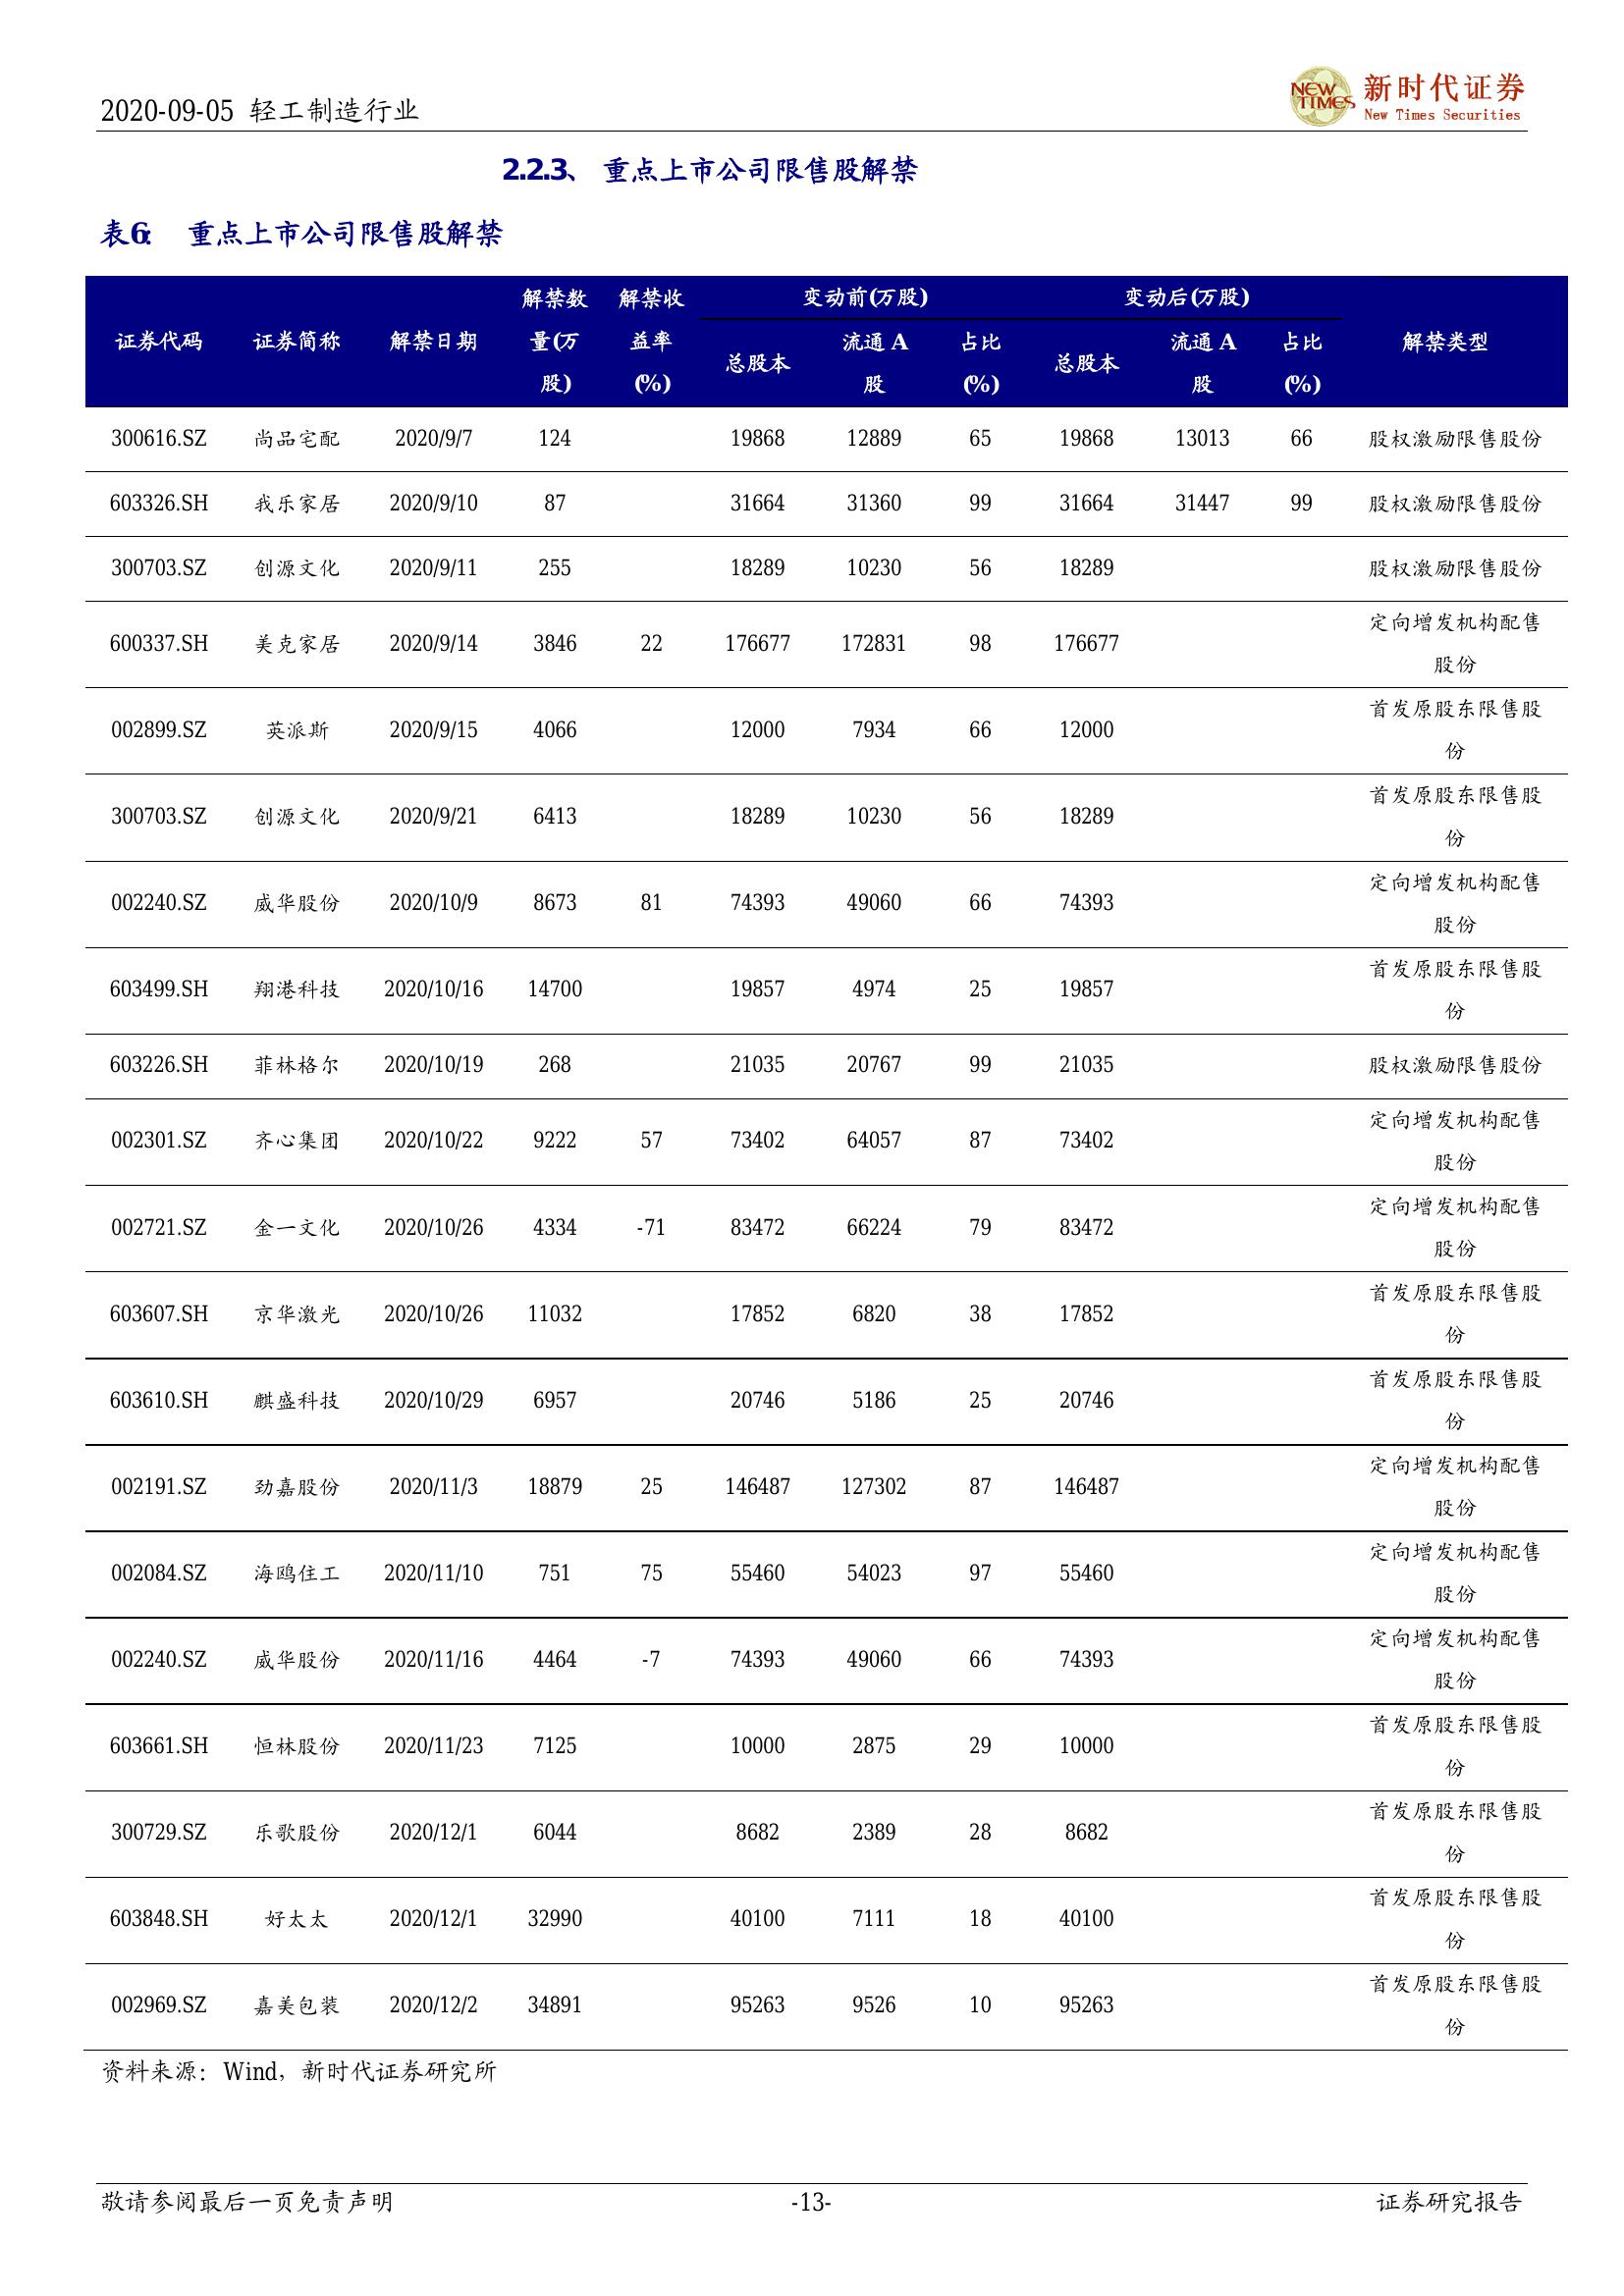 2020-09-05 轻工制造行业
NEW TIMES 新时代证券
New Times Securities
2.2.3、 重点上市公司限售股解禁
表6: 重点上市公司限售股解禁
证券代码 证券简称 解禁日期 解禁数量(万股) 解禁收益率(%) 变动前(万股) 变动后(万股) 解禁类型
总股本 流通 A股 占比(%) 总股本 流通 A股 占比(%)
300616.SZ 尚品宅配 2020/9/7 124 19868 12889 65 19868 13013 66 股权激励限售股份
603326.SH 我乐家居 2020/9/10 87 31664 31360 99 31664 31447 99 股权激励限售股份
300703.SZ 创源文化 2020/9/11 255 18289 10230 56 18289 股权激励限售股份
600337.SH 美克家居 2020/9/14 3846 22 176677 172831 98 176677 定向增发机构配售股份
002899.SZ 英派斯 2020/9/15 4066 12000 7934 66 12000 首发原股东限售股份
300703.SZ 创源文化 2020/9/21 6413 18289 10230 56 18289 首发原股东限售股份
002240.SZ 威华股份 2020/10/9 8673 81 74393 49060 66 74393 定向增发机构配售股份
603499.SH 翔港科技 2020/10/16 14700 19857 4974 25 19857 首发原股东限售股份
603226.SH 菲林格尔 2020/10/19 268 21035 20767 99 21035 股权激励限售股份
002301.SZ 齐心集团 2020/10/22 9222 57 73402 64057 87 73402 定向增发机构配售股份
002721.SZ 金一文化 2020/10/26 4334 -71 83472 66224 79 83472 定向增发机构配售股份
603607.SH 京华激光 2020/10/26 11032 17852 6820 38 17852 首发原股东限售股份
603610.SH 麒盛科技 2020/10/29 6957 20746 5186 25 20746 首发原股东限售股份
002191.SZ 劲嘉股份 2020/11/3 18879 25 146487 127302 87 146487 定向增发机构配售股份
002084.SZ 海鸥住工 2020/11/10 751 75 55460 54023 97 55460 定向增发机构配售股份
002240.SZ 威华股份 2020/11/16 4464 -7 74393 49060 66 74393 定向增发机构配售股份
603661.SH 恒林股份 2020/11/23 7125 10000 2875 29 10000 首发原股东限售股份
300729.SZ 乐歌股份 2020/12/1 6044 8682 2389 28 8682 首发原股东限售股份
603848.SH 好太太 2020/12/1 32990 40100 7111 18 40100 首发原股东限售股份
002969.SZ 嘉美包装 2020/12/2 34891 95263 9526 10 95263 首发原股东限售股份
资料来源：Wind，新时代证券研究所
敬请参阅最后一页免责声明 -13- 证券研究报告